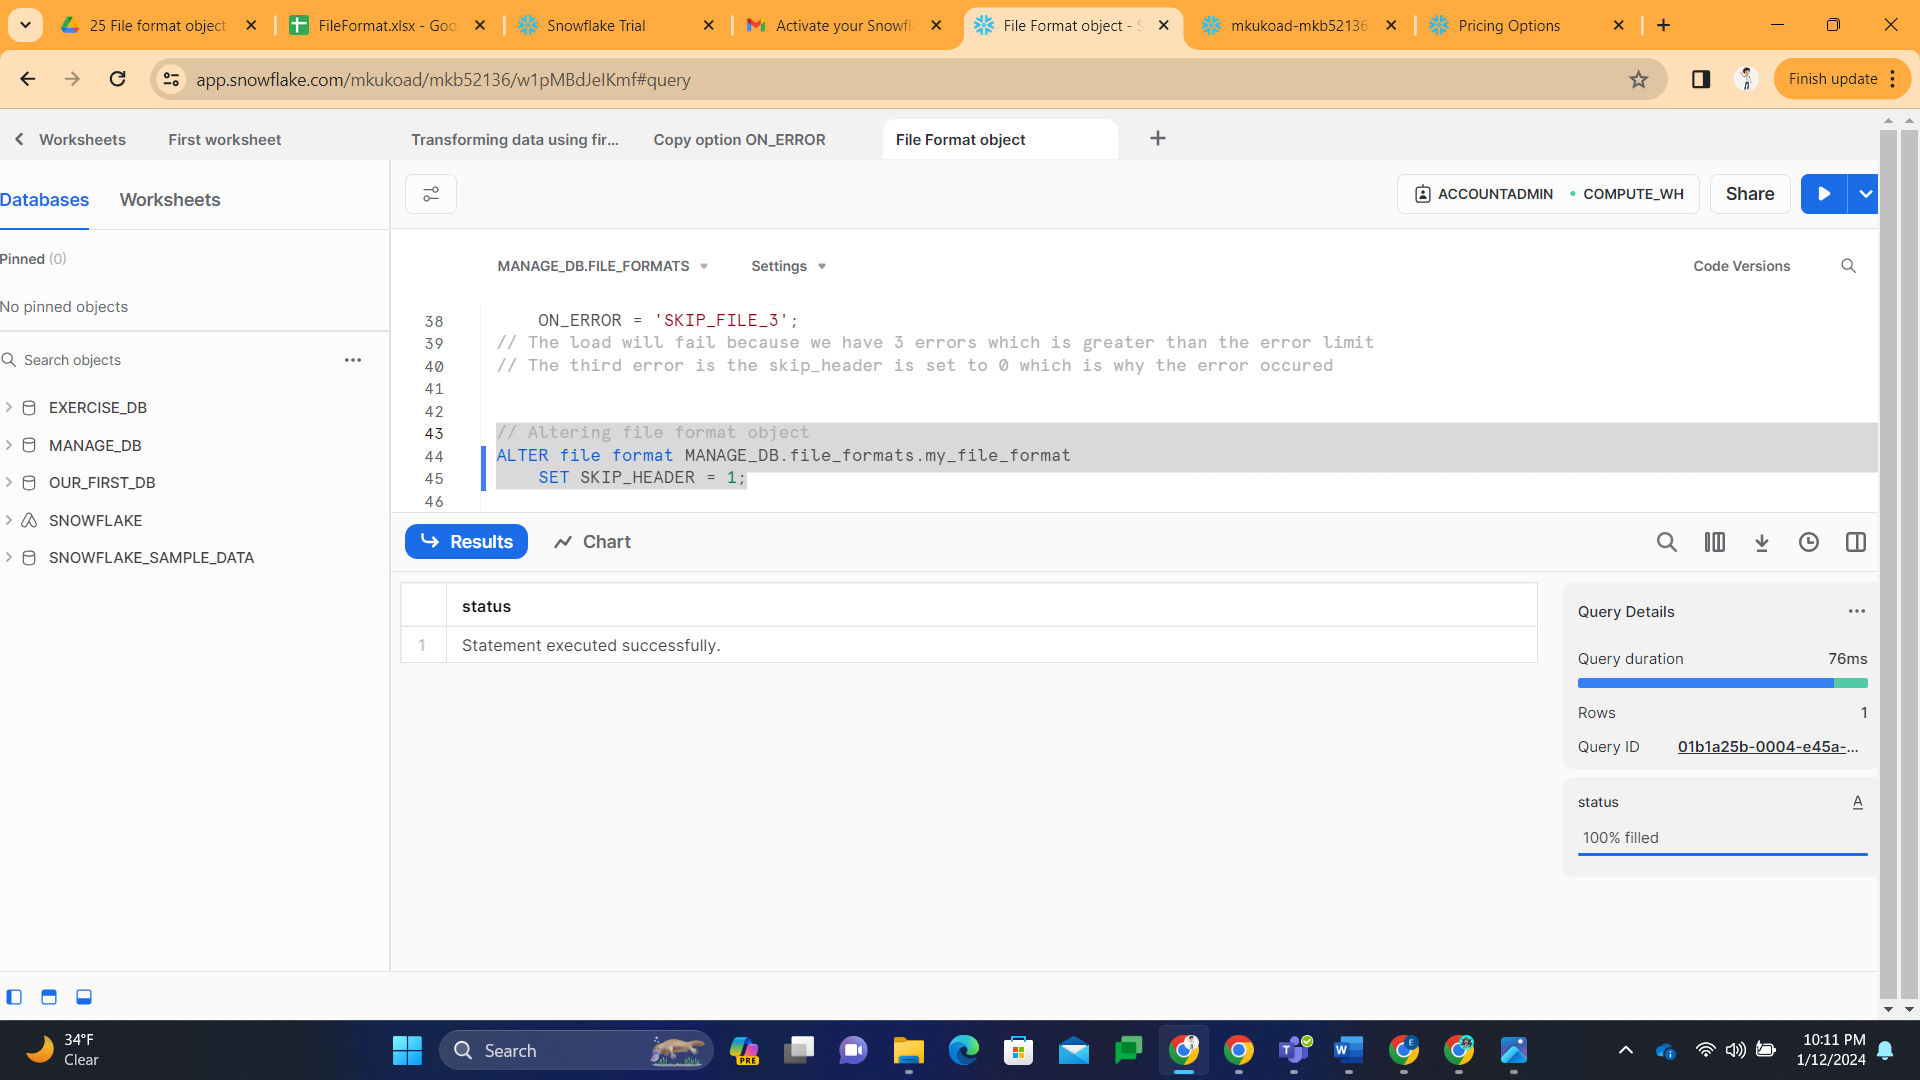 25 File format object
FileFormat.xlsx - Goo
Snowflake Trial
Activate your Snowfl
File Format object - S
mkukoad-mkb52136
Pricing Options
app.snowflake.com/mkukoad/mkb52136/w1pMBdJeIKmf#query
Finish update
Worksheets
First worksheet
Transforming data using fir...
Copy option ON_ERROR
File Format object
Databases
Worksheets
ACCOUNTADMIN
COMPUTE_WH
Share
Pinned (0)
No pinned objects
Search objects
EXERCISE_DB
MANAGE_DB
OUR_FIRST_DB
SNOWFLAKE
SNOWFLAKE_SAMPLE_DATA
MANAGE_DB.FILE_FORMATS
Settings
Code Versions
38 ON_ERROR = 'SKIP_FILE_3';
39 // The load will fail because we have 3 errors which is greater than the error limit
40 // The third error is the skip_header is set to 0 which is why the error occured
41
42
43 // Altering file format object
44 ALTER file format MANAGE_DB.file_formats.my_file_format
45 SET SKIP_HEADER = 1;
46
Results
Chart
status
1 Statement executed successfully.
Query Details
Query duration 76ms
Rows 1
Query ID 01b1a25b-0004-e45a-...
status A
100% filled
34°F
Clear
Search
PRE
10:11 PM
1/12/2024